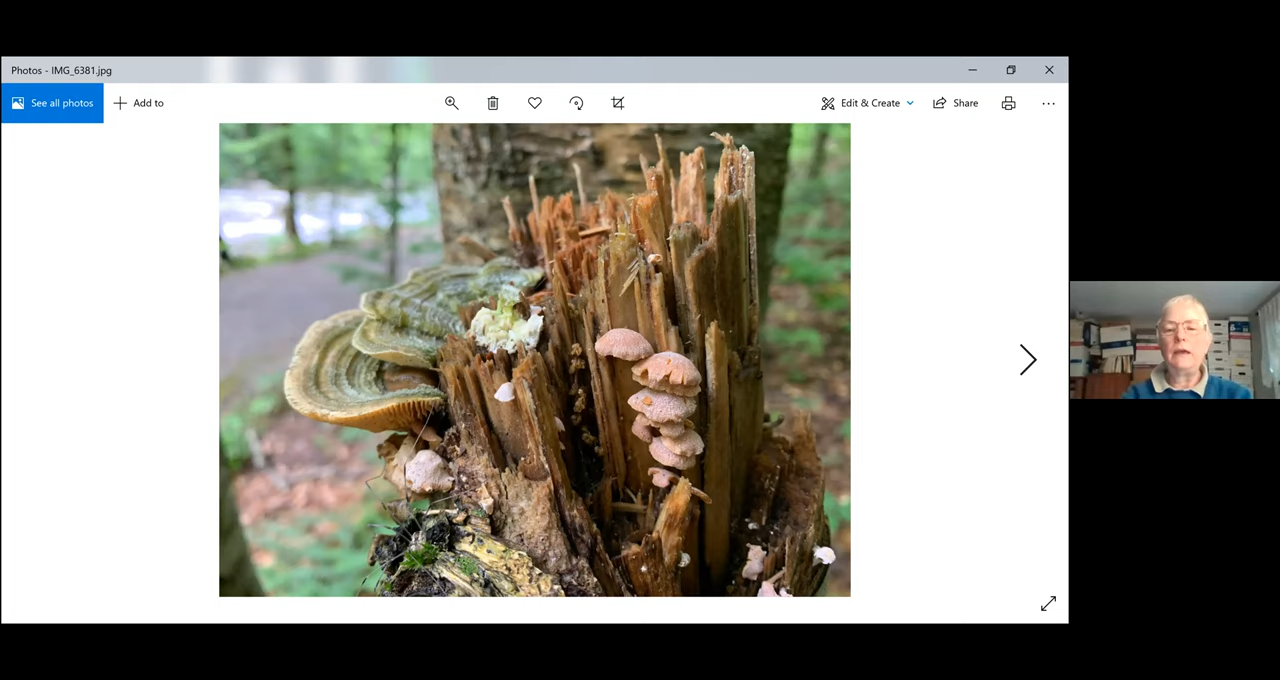 Photos - IMG_6381.jpg
See all photos
Add to
Edit & Create
Share